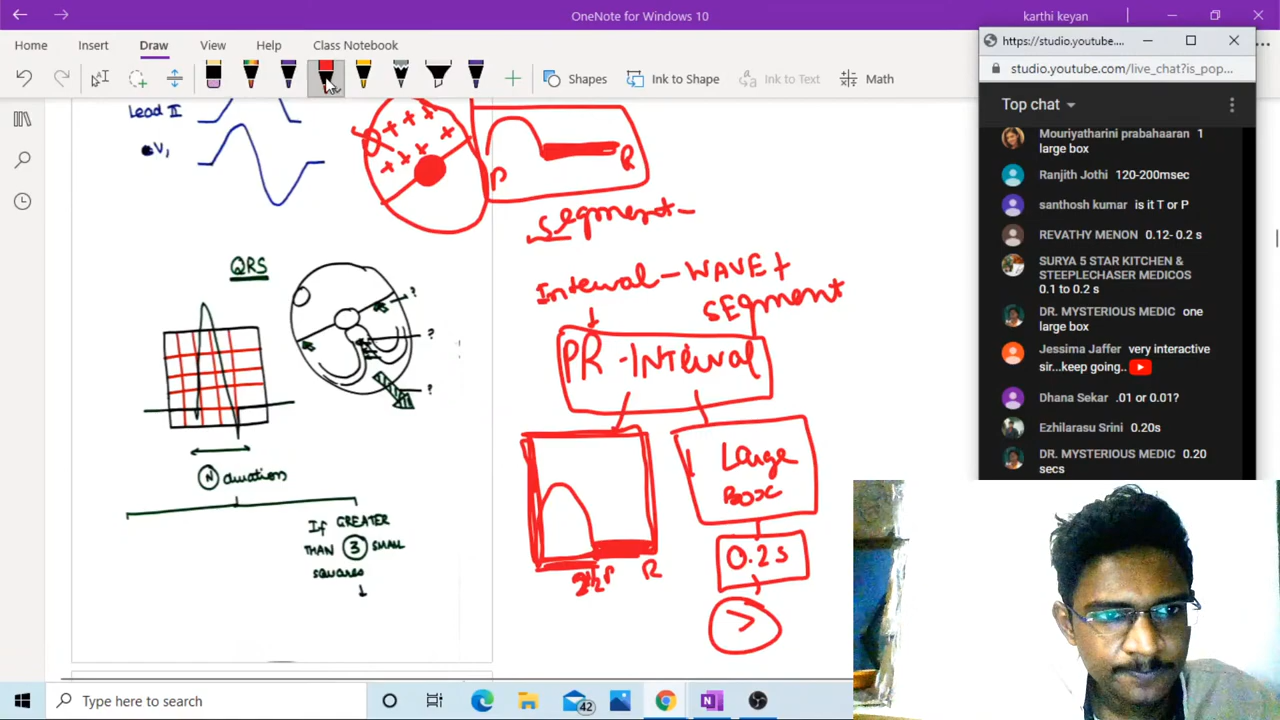 OneNote for Windows 10
karthi keyan
Home Insert Draw View Help Class Notebook
Shapes Ink to Shape Ink to Text Math
Lead II
V₁
P R
Segment-
Interval - WAVE +
SEgment
PR - Interval
Large
Box
0.2s
>
2½ P R
QRS
?
?
?
N durations
If GREATER
THAN 3 SMALL
squares
https://studio.youtube....
studio.youtube.com/live_chat?is_pop...
Top chat
Mouriyatharini prabahaaran 1
large box
Ranjith Jothi 120-200msec
santhosh kumar is it T or P
REVATHY MENON 0.12- 0.2 s
SURYA 5 STAR KITCHEN &
STEEPLECHASER MEDICOS
0.1 to 0.2 s
DR. MYSTERIOUS MEDIC one
large box
Jessima Jaffer very interactive
sir...keep going..
Dhana Sekar .01 or 0.01?
Ezhilarasu Srini 0.20s
DR. MYSTERIOUS MEDIC 0.20
secs
Type here to search
42